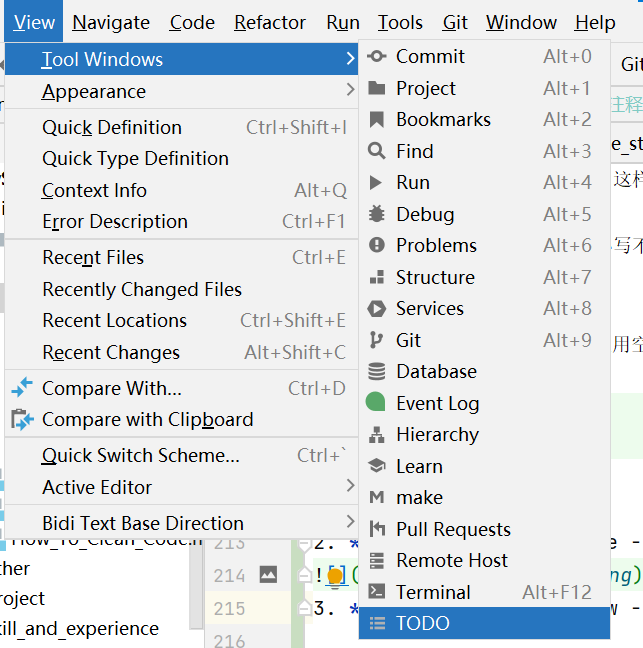 View Navigate Code Refactor Run Tools Git Window Help
Tool Windows
Appearance
Quick Definition Ctrl+Shift+I
Quick Type Definition
Context Info Alt+Q
Error Description Ctrl+F1
Recent Files Ctrl+E
Recently Changed Files
Recent Locations Ctrl+Shift+E
Recent Changes Alt+Shift+C
Compare With... Ctrl+D
Compare with Clipboard
Quick Switch Scheme... Ctrl+`
Active Editor
Bidi Text Base Direction
Commit Alt+0
Project Alt+1
Bookmarks Alt+2
Find Alt+3
Run Alt+4
Debug Alt+5
Problems Alt+6
Structure Alt+7
Services Alt+8
Git Alt+9
Database
Event Log
Hierarchy
Learn
make
Pull Requests
Remote Host
Terminal Alt+F12
TODO
Git
注释
e_st
这样
写不
用空
213 2. * e -
214 ! ng)
215 3. * w -
216
ther
roject
kill_and_experience